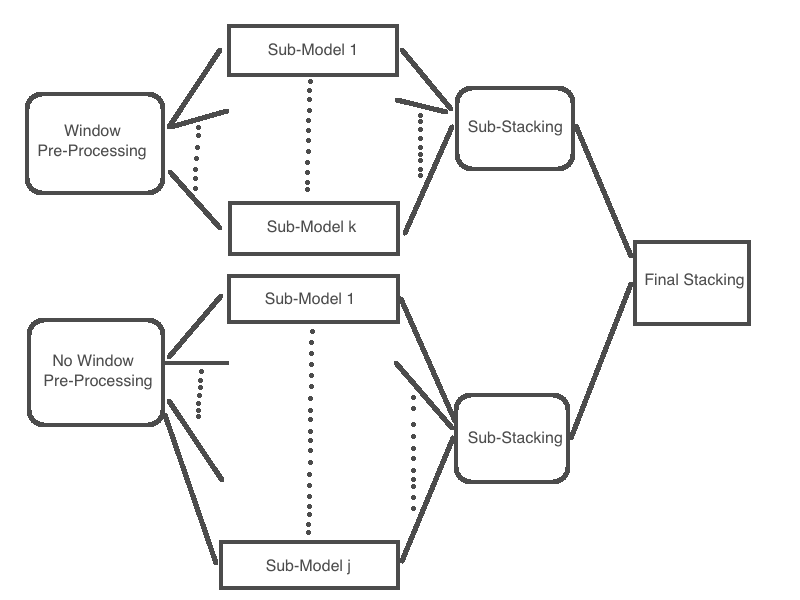 Sub-Model 1
Window
Pre-Processing
Sub-Stacking
Sub-Model k
Final Stacking
Sub-Model 1
No Window
Pre-Processing
Sub-Stacking
Sub-Model j